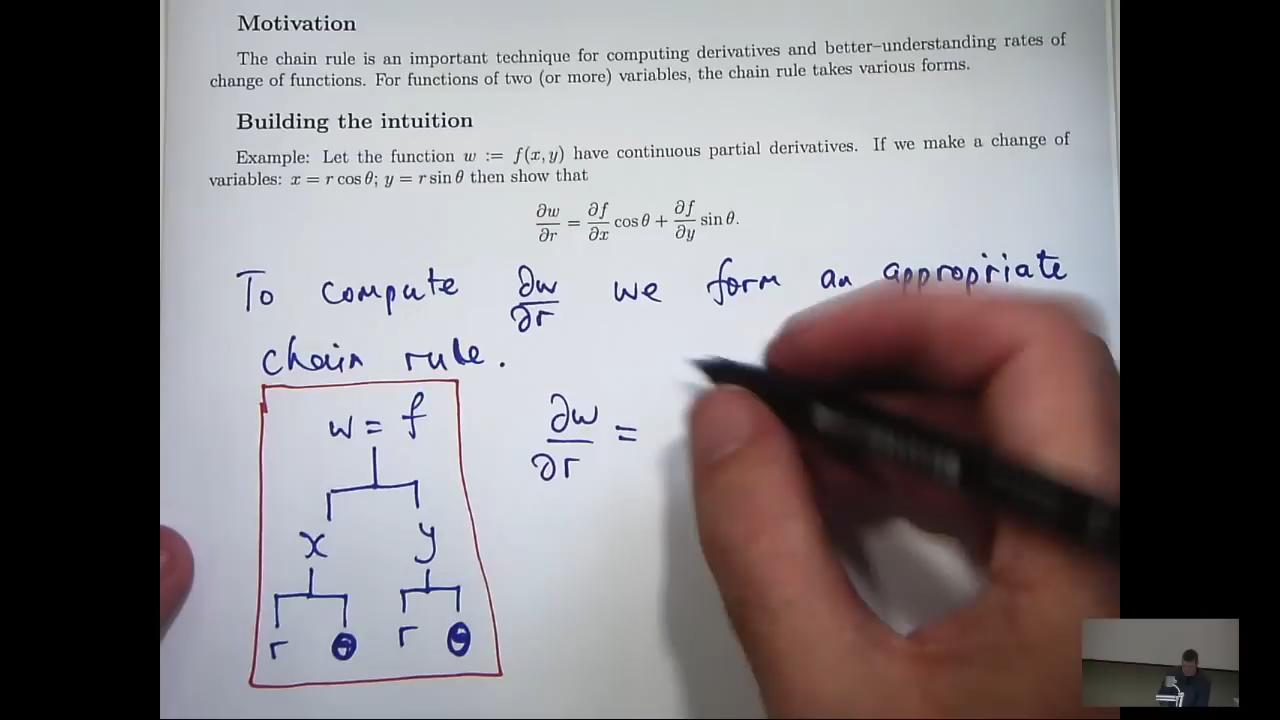 Motivation
The chain rule is an important technique for computing derivatives and better–understanding rates of
change of functions. For functions of two (or more) variables, the chain rule takes various forms.
Building the intuition
Example: Let the function w := f(x, y) have continuous partial derivatives. If we make a change of
variables: x = r cos θ; y = r sin θ then show that
∂w/∂r = ∂f/∂x cos θ + ∂f/∂y sin θ.
To compute ∂w/∂r we form an appropriate
chain rule.
w = f
∂w/∂r =
x y
r θ r θ